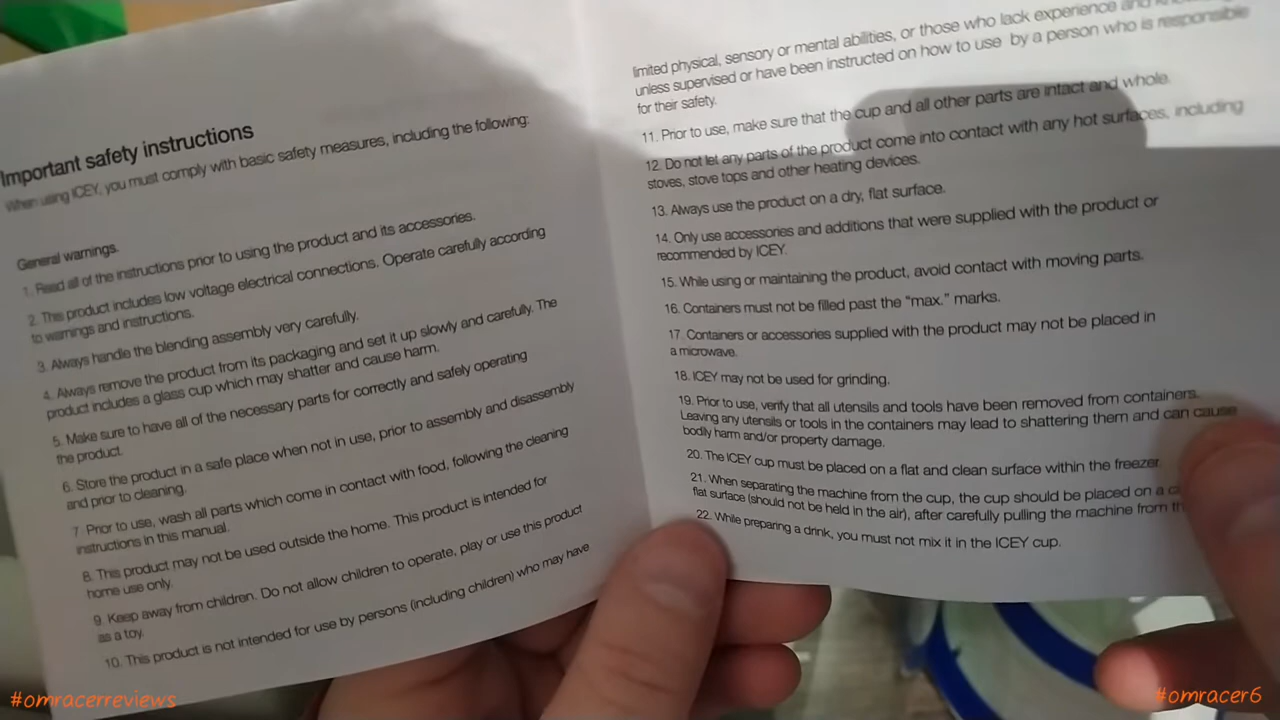 Important safety instructions
When using ICEY, you must comply with basic safety measures, including the following:
General warnings.
1. Read all of the instructions prior to using the product and its accessories.
2. This product includes low voltage electrical connections. Operate carefully according
to warnings and instructions.
3. Always handle the blending assembly very carefully.
4. Always remove the product from its packaging and set it up slowly and carefully. The
product includes a glass cup which may shatter and cause harm.
5. Make sure to have all of the necessary parts for correctly and safely operating
the product.
6. Store the product in a safe place when not in use, prior to assembly and disassembly
and prior to cleaning.
7 Prior to use, wash all parts which come in contact with food, following the cleaning
instructions in this manual.
8. This product may not be used outside the home. This product is intended for
home use only.
9 Keep away from children. Do not allow children to operate, play or use this product
as a toy.
10. This product is not intended for use by persons (including children) who may have
limited physical, sensory or mental abilities, or those who lack experience and
unless supervised or have been instructed on how to use by a person who is responsible
for their safety.
11. Prior to use, make sure that the cup and all other parts are intact and whole.
12. Do not let any parts of the product come into contact with any hot surfaces, including
stoves, stove tops and other heating devices.
13. Always use the product on a dry, flat surface.
14. Only use accessories and additions that were supplied with the product or
recommended by ICEY.
15. While using or maintaining the product, avoid contact with moving parts.
16. Containers must not be filled past the "max." marks.
17. Containers or accessories supplied with the product may not be placed in
a microwave.
18. ICEY may not be used for grinding.
19. Prior to use, verify that all utensils and tools have been removed from containers.
Leaving any utensils or tools in the containers may lead to shattering them and can cause
bodily harm and/or property damage.
20. The ICEY cup must be placed on a flat and clean surface within the freezer.
21. When separating the machine from the cup, the cup should be placed on a
flat surface (should not be held in the air), after carefully pulling the machine from
22. While preparing a drink, you must not mix it in the ICEY cup.
#omracerreviews
#omracer6